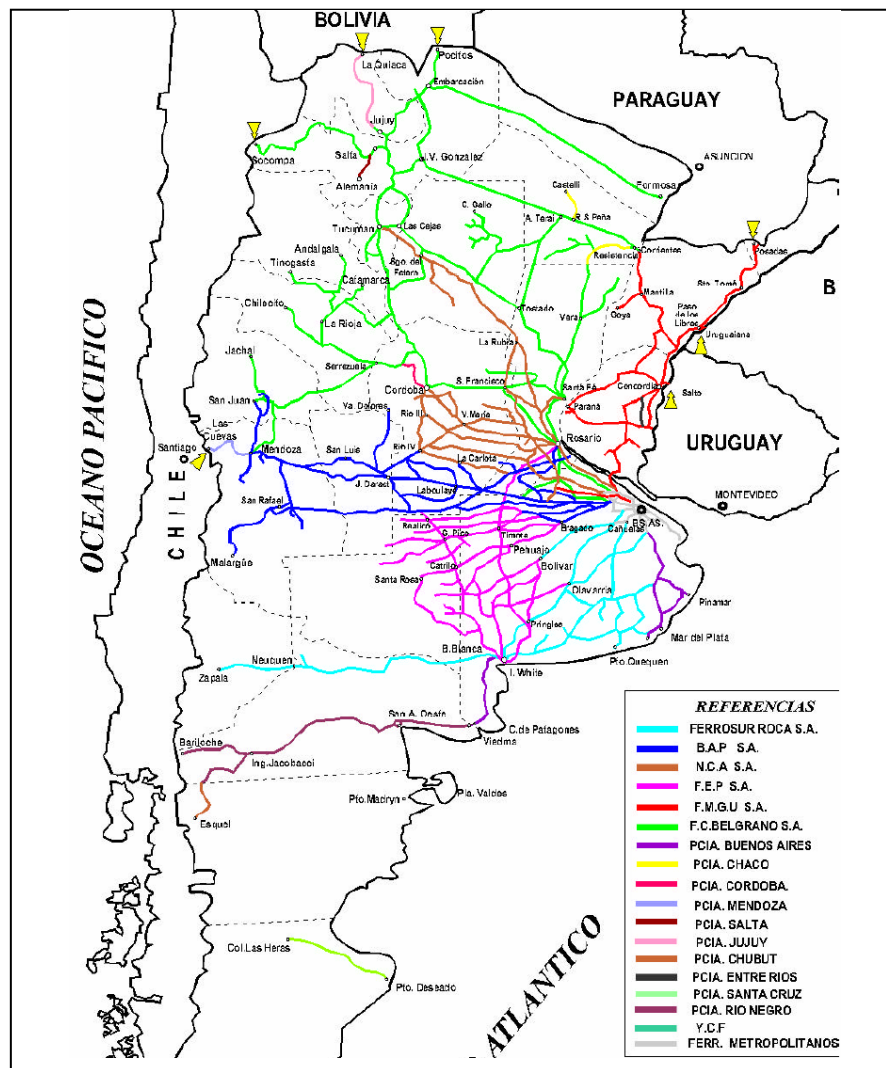 BOLIVIA
La Quiaca
Pocitos
Embarcación
PARAGUAY
Jujuy
ASUNCION
Socompa
Salta
J.V. Gonzalez
Alemanía
Castelli
Formosa
C. Gallo
A. Terai
R.S Peña
Tucuman
Las Cejas
Corrientes
Resistencia
Posadas
Andalgala
Tinogasta
Sgo. del
Estero
Catamarca
Sto. Tomé
Mantilla
B
Chilecito
Tostado
Goya
Paso
de los
Libres
Vera
La Rioja
Uruguaiana
La Rubia
Jachal
Serrezuela
S. Francisco
Santa Fé
Concordia
Cordoba
Salto
San Juan
Va. Dolores
Rio III
V. Maria
Paraná
Las
Cuevas
Rosario
URUGUAY
Santiago
Mendoza
San Luis
Rio IV
La Carlota
OCEANO PACIFICO
CHILE
J. Daract
Laboulaye
San Rafael
MONTEVIDEO
BS.AS.
Realicó
G. Pico
Timote
Bragado
Cañuelas
Malargüe
Pehuajo
Catrilo
Bolivar
Santa Rosa
Olavarria
Pinamar
Pringles
Mar del Plata
B.Blanca
Neuquen
Pto.Quequen
Zapala
I. White
San A. Oeste
C.de Patagones
Viedma
Bariloche
Ing.Jacobacci
Pto.Madryn
Pla. Valdes
Esquel
Col.Las Heras
Pto. Deseado
ATLANTICO
REFERENCIAS
FERROSUR ROCA S.A.
B.A.P S.A.
N.C.A S.A.
F.E.P S.A.
F.M.G.U S.A.
F.C.BELGRANO S.A.
PCIA. BUENOS AIRES
PCIA. CHACO
PCIA. CORDOBA.
PCIA. MENDOZA
PCIA. SALTA
PCIA. JUJUY
PCIA. CHUBUT
PCIA. ENTRE RIOS
PCIA. SANTA CRUZ
PCIA. RIO NEGRO
Y.C.F
FERR. METROPOLITANOS